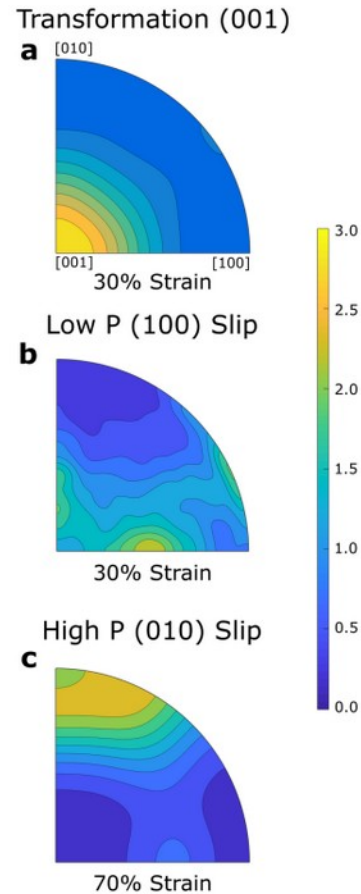 Transformation (001)
a
[010]
[001]
[100]
30% Strain
Low P (100) Slip
b
30% Strain
High P (010) Slip
c
70% Strain
3.0
2.5
2.0
1.5
1.0
0.5
0.0